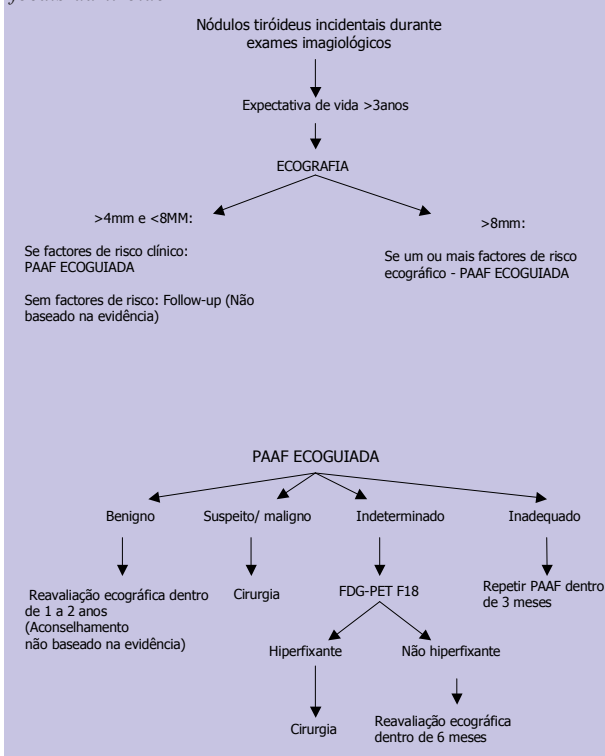 Nódulos tiróideus incidentais durante
exames imagiológicos
Expectativa de vida >3anos
ECOGRAFIA
>4mm e <8MM:
Se factores de risco clínico:
PAAF ECOGUIADA
Sem factores de risco: Follow-up (Não
baseado na evidência)
>8mm:
Se um ou mais factores de risco
ecográfico - PAAF ECOGUIADA
PAAF ECOGUIADA
Benigno
Suspeito/ maligno
Indeterminado
Inadequado
Reavaliação ecográfica dentro
de 1 a 2 anos
(Aconselhamento
não baseado na evidência)
Cirurgia
FDG-PET F18
Repetir PAAF dentro
de 3 meses
Hiperfixante
Não hiperfixante
Cirurgia
Reavaliação ecográfica
dentro de 6 meses